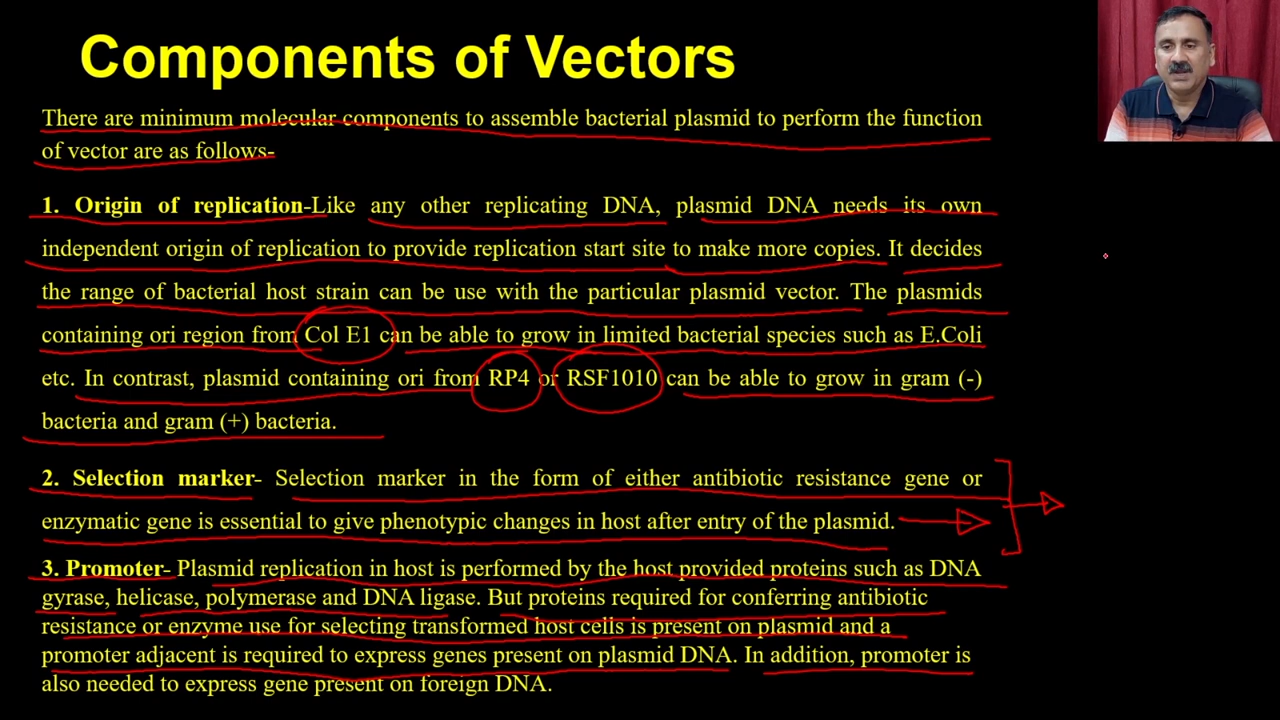 Components of Vectors
There are minimum molecular components to assemble bacterial plasmid to perform the function
of vector are as follows-
1. Origin of replication-Like any other replicating DNA, plasmid DNA needs its own
independent origin of replication to provide replication start site to make more copies. It decides
the range of bacterial host strain can be use with the particular plasmid vector. The plasmids
containing ori region from Col E1 can be able to grow in limited bacterial species such as E.Coli
etc. In contrast, plasmid containing ori from RP4 or RSF1010 can be able to grow in gram (-)
bacteria and gram (+) bacteria.
2. Selection marker- Selection marker in the form of either antibiotic resistance gene or
enzymatic gene is essential to give phenotypic changes in host after entry of the plasmid.
3. Promoter- Plasmid replication in host is performed by the host provided proteins such as DNA
gyrase, helicase, polymerase and DNA ligase. But proteins required for conferring antibiotic
resistance or enzyme use for selecting transformed host cells is present on plasmid and a
promoter adjacent is required to express genes present on plasmid DNA. In addition, promoter is
also needed to express gene present on foreign DNA.